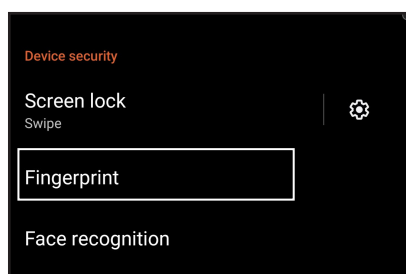 Device security
Screen lock
Swipe
Fingerprint
Face recognition